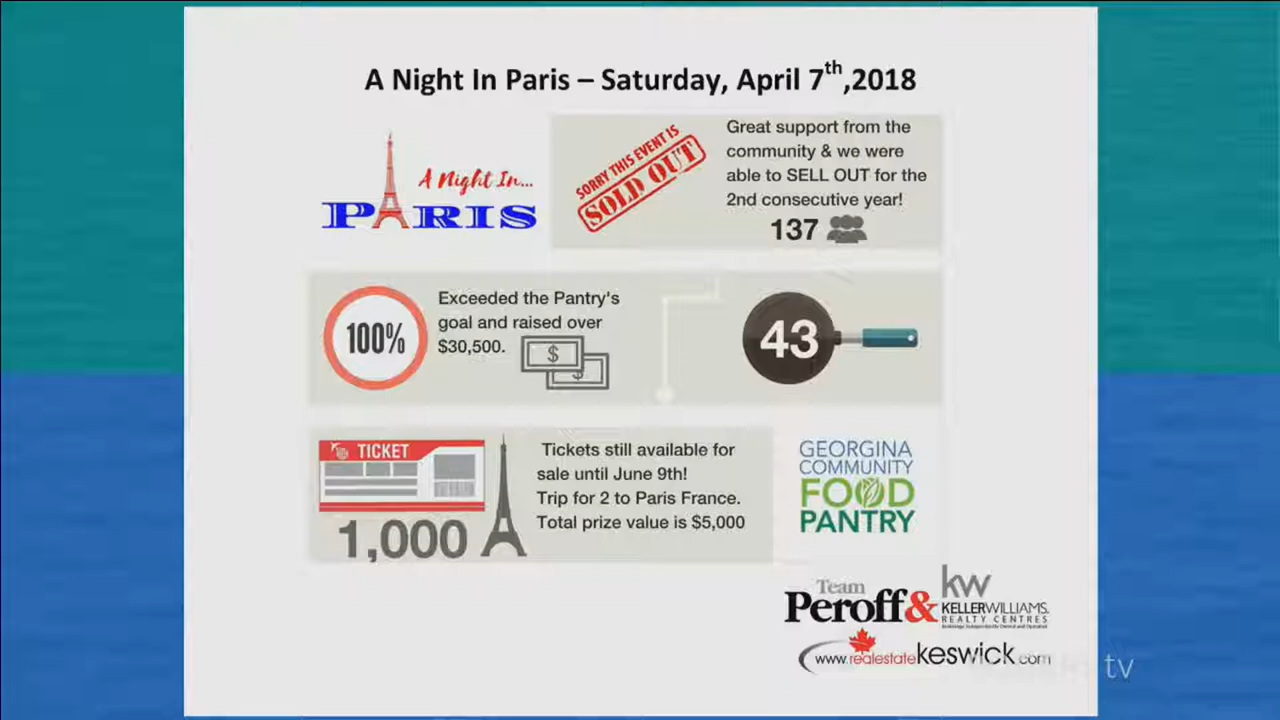 A Night In Paris – Saturday, April 7th,2018
A Night In...
PARIS
SORRY THIS EVENT IS
SOLD OUT
Great support from the
community & we were
able to SELL OUT for the
2nd consecutive year!
137
100%
Exceeded the Pantry's
goal and raised over
$30,500.
$
$
43
TICKET
1,000
Tickets still available for
sale until June 9th!
Trip for 2 to Paris France.
Total prize value is $5,000
GEORGINA
COMMUNITY
FOOD
PANTRY
Team
Peroff&
kw
KELLERWILLIAMS.
REALTY CENTRES
www.realestatekeswick.com
tv